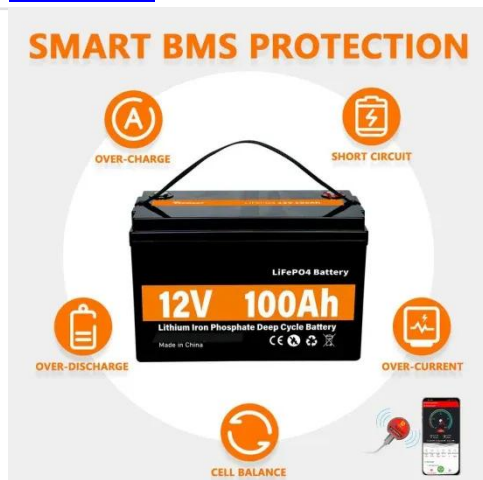 SMART BMS PROTECTION
OVER-CHARGE
SHORT CIRCUIT
LiFePO4 Battery
12V 100Ah
Lithium Iron Phosphate Deep Cycle Battery
Made in China
CE
OVER-DISCHARGE
OVER-CURRENT
CELL BALANCE